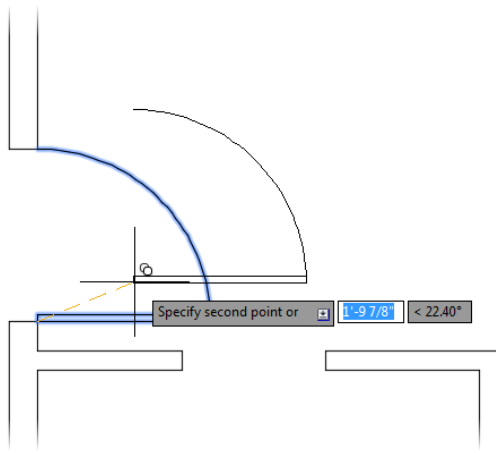 Specify second point or 1'-9 7/8" < 22.40°